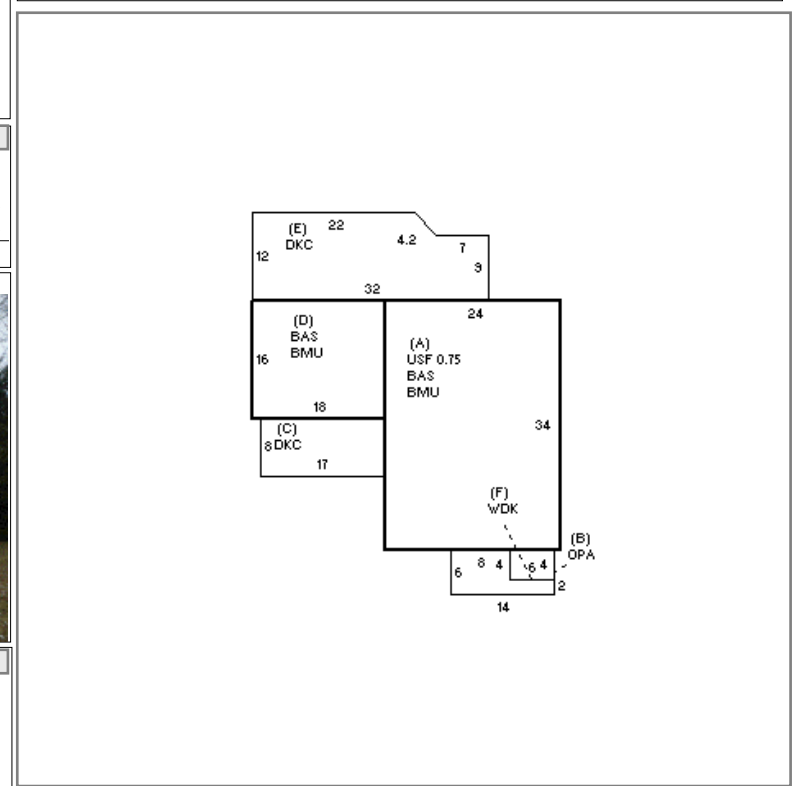 (E)
DKC
22
4.2
7
12
9
32
24
(D)
BAS
BMU
16
18
(A)
USF 0.75
BAS
BMU
34
(C)
8 DKC
17
(F)
WDK
(B)
OPA
6
8
4
6
4
2
14